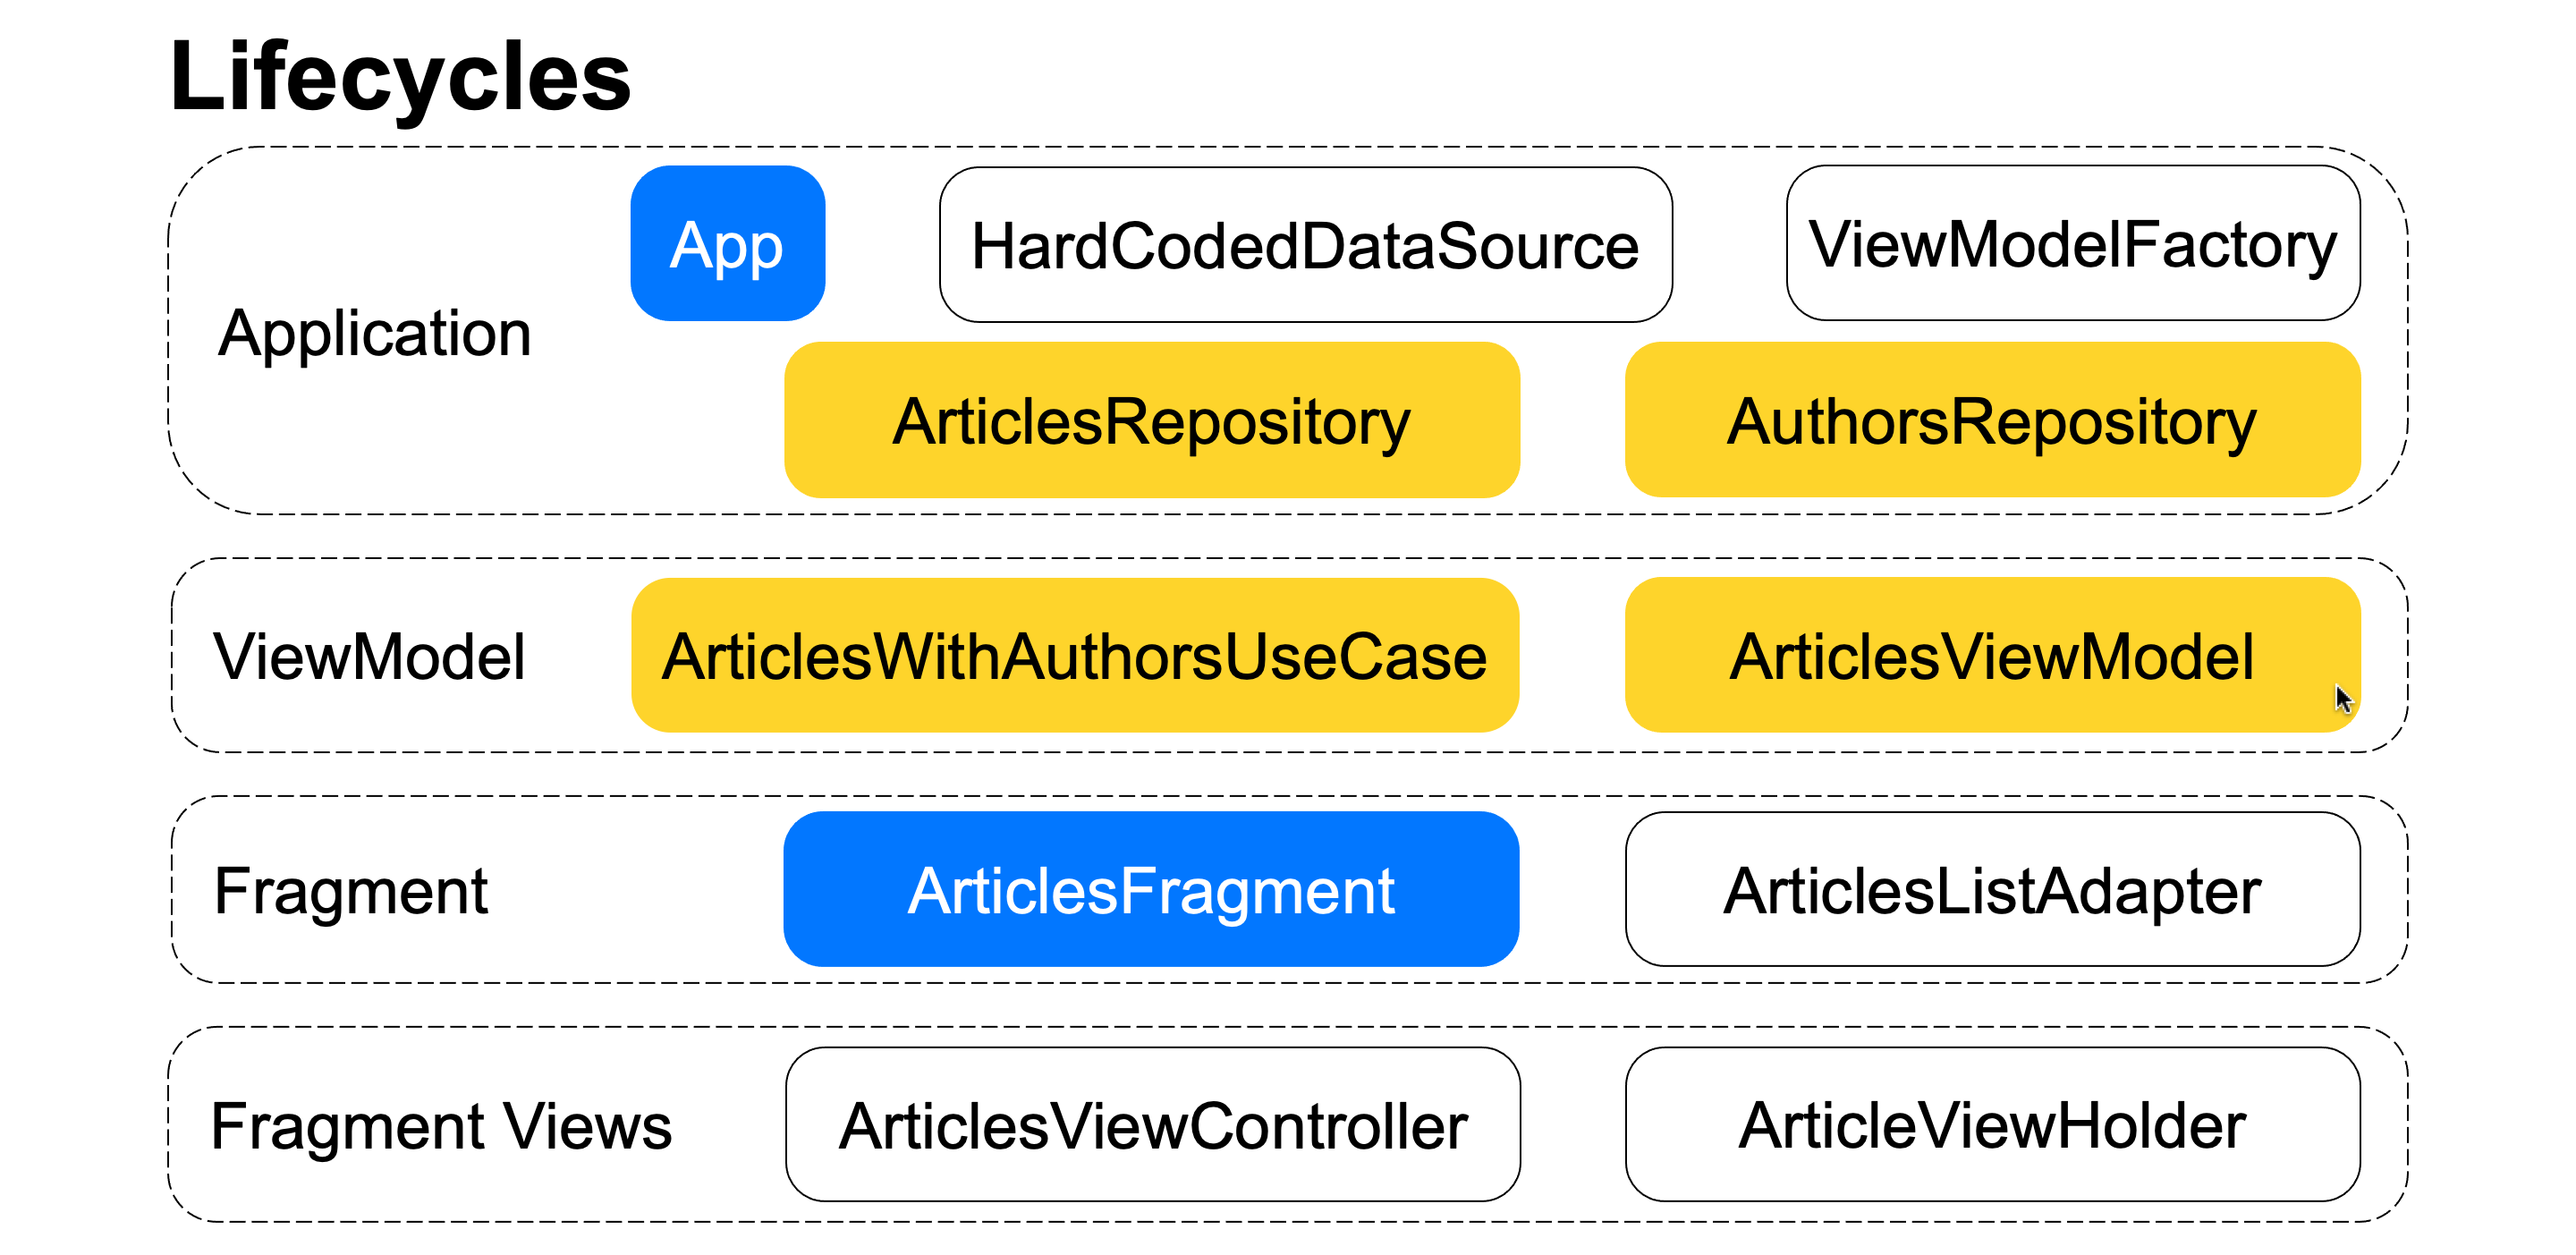 Lifecycles
Application
App
HardCodedDataSource
ViewModelFactory
ArticlesRepository
AuthorsRepository
ViewModel
ArticlesWithAuthorsUseCase
ArticlesViewModel
Fragment
ArticlesFragment
ArticlesListAdapter
Fragment Views
ArticlesViewController
ArticleViewHolder